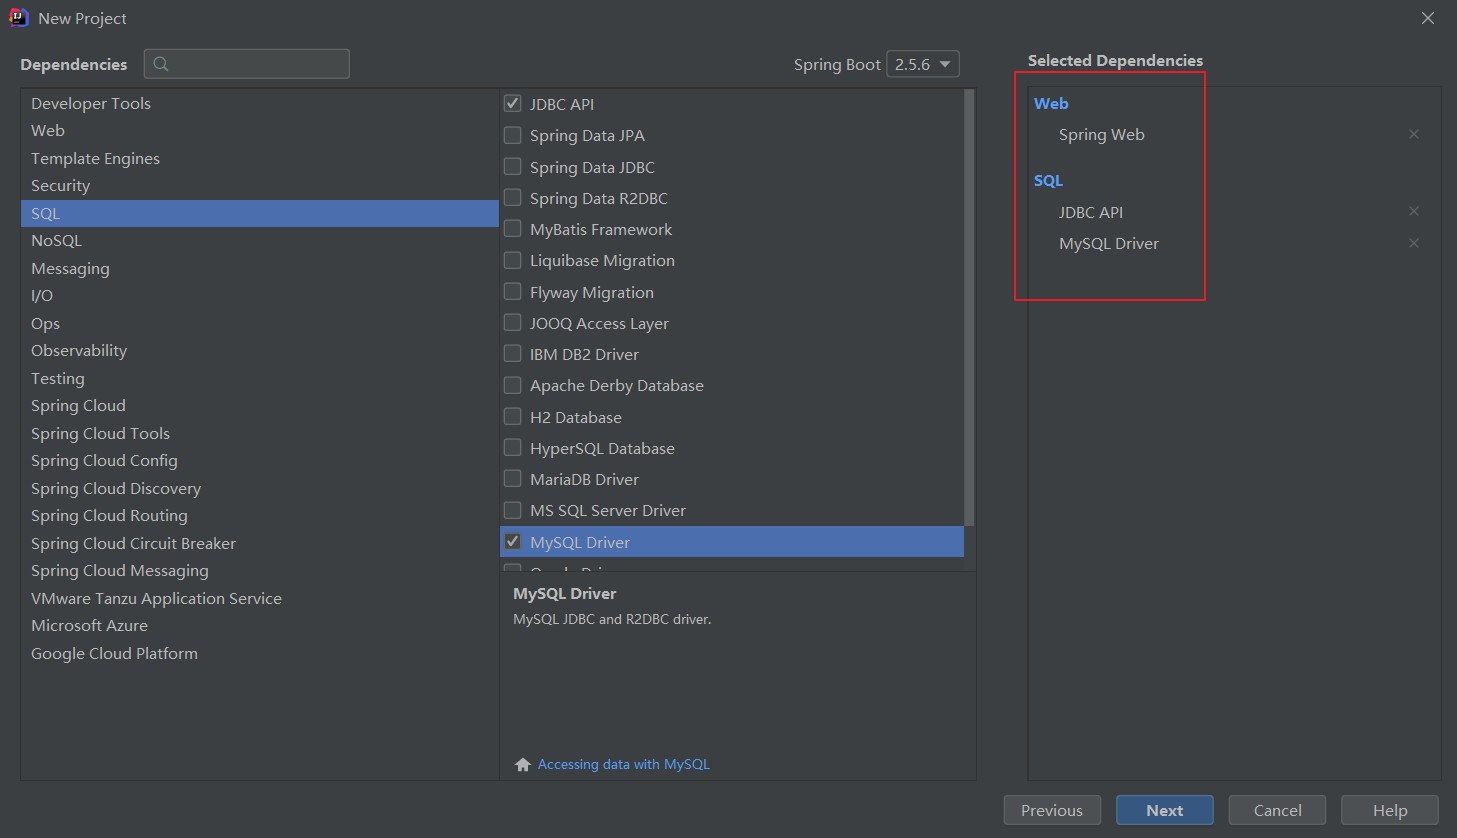 New Project
Dependencies
Spring Boot 2.5.6
Selected Dependencies
Developer Tools
Web
Template Engines
Security
SQL
NoSQL
Messaging
I/O
Ops
Observability
Testing
Spring Cloud
Spring Cloud Tools
Spring Cloud Config
Spring Cloud Discovery
Spring Cloud Routing
Spring Cloud Circuit Breaker
Spring Cloud Messaging
VMware Tanzu Application Service
Microsoft Azure
Google Cloud Platform
JDBC API
Spring Data JPA
Spring Data JDBC
Spring Data R2DBC
MyBatis Framework
Liquibase Migration
Flyway Migration
JOOQ Access Layer
IBM DB2 Driver
Apache Derby Database
H2 Database
HyperSQL Database
MariaDB Driver
MS SQL Server Driver
MySQL Driver
MySQL Driver
MySQL JDBC and R2DBC driver.
Accessing data with MySQL
Web
Spring Web
SQL
JDBC API
MySQL Driver
Previous
Next
Cancel
Help